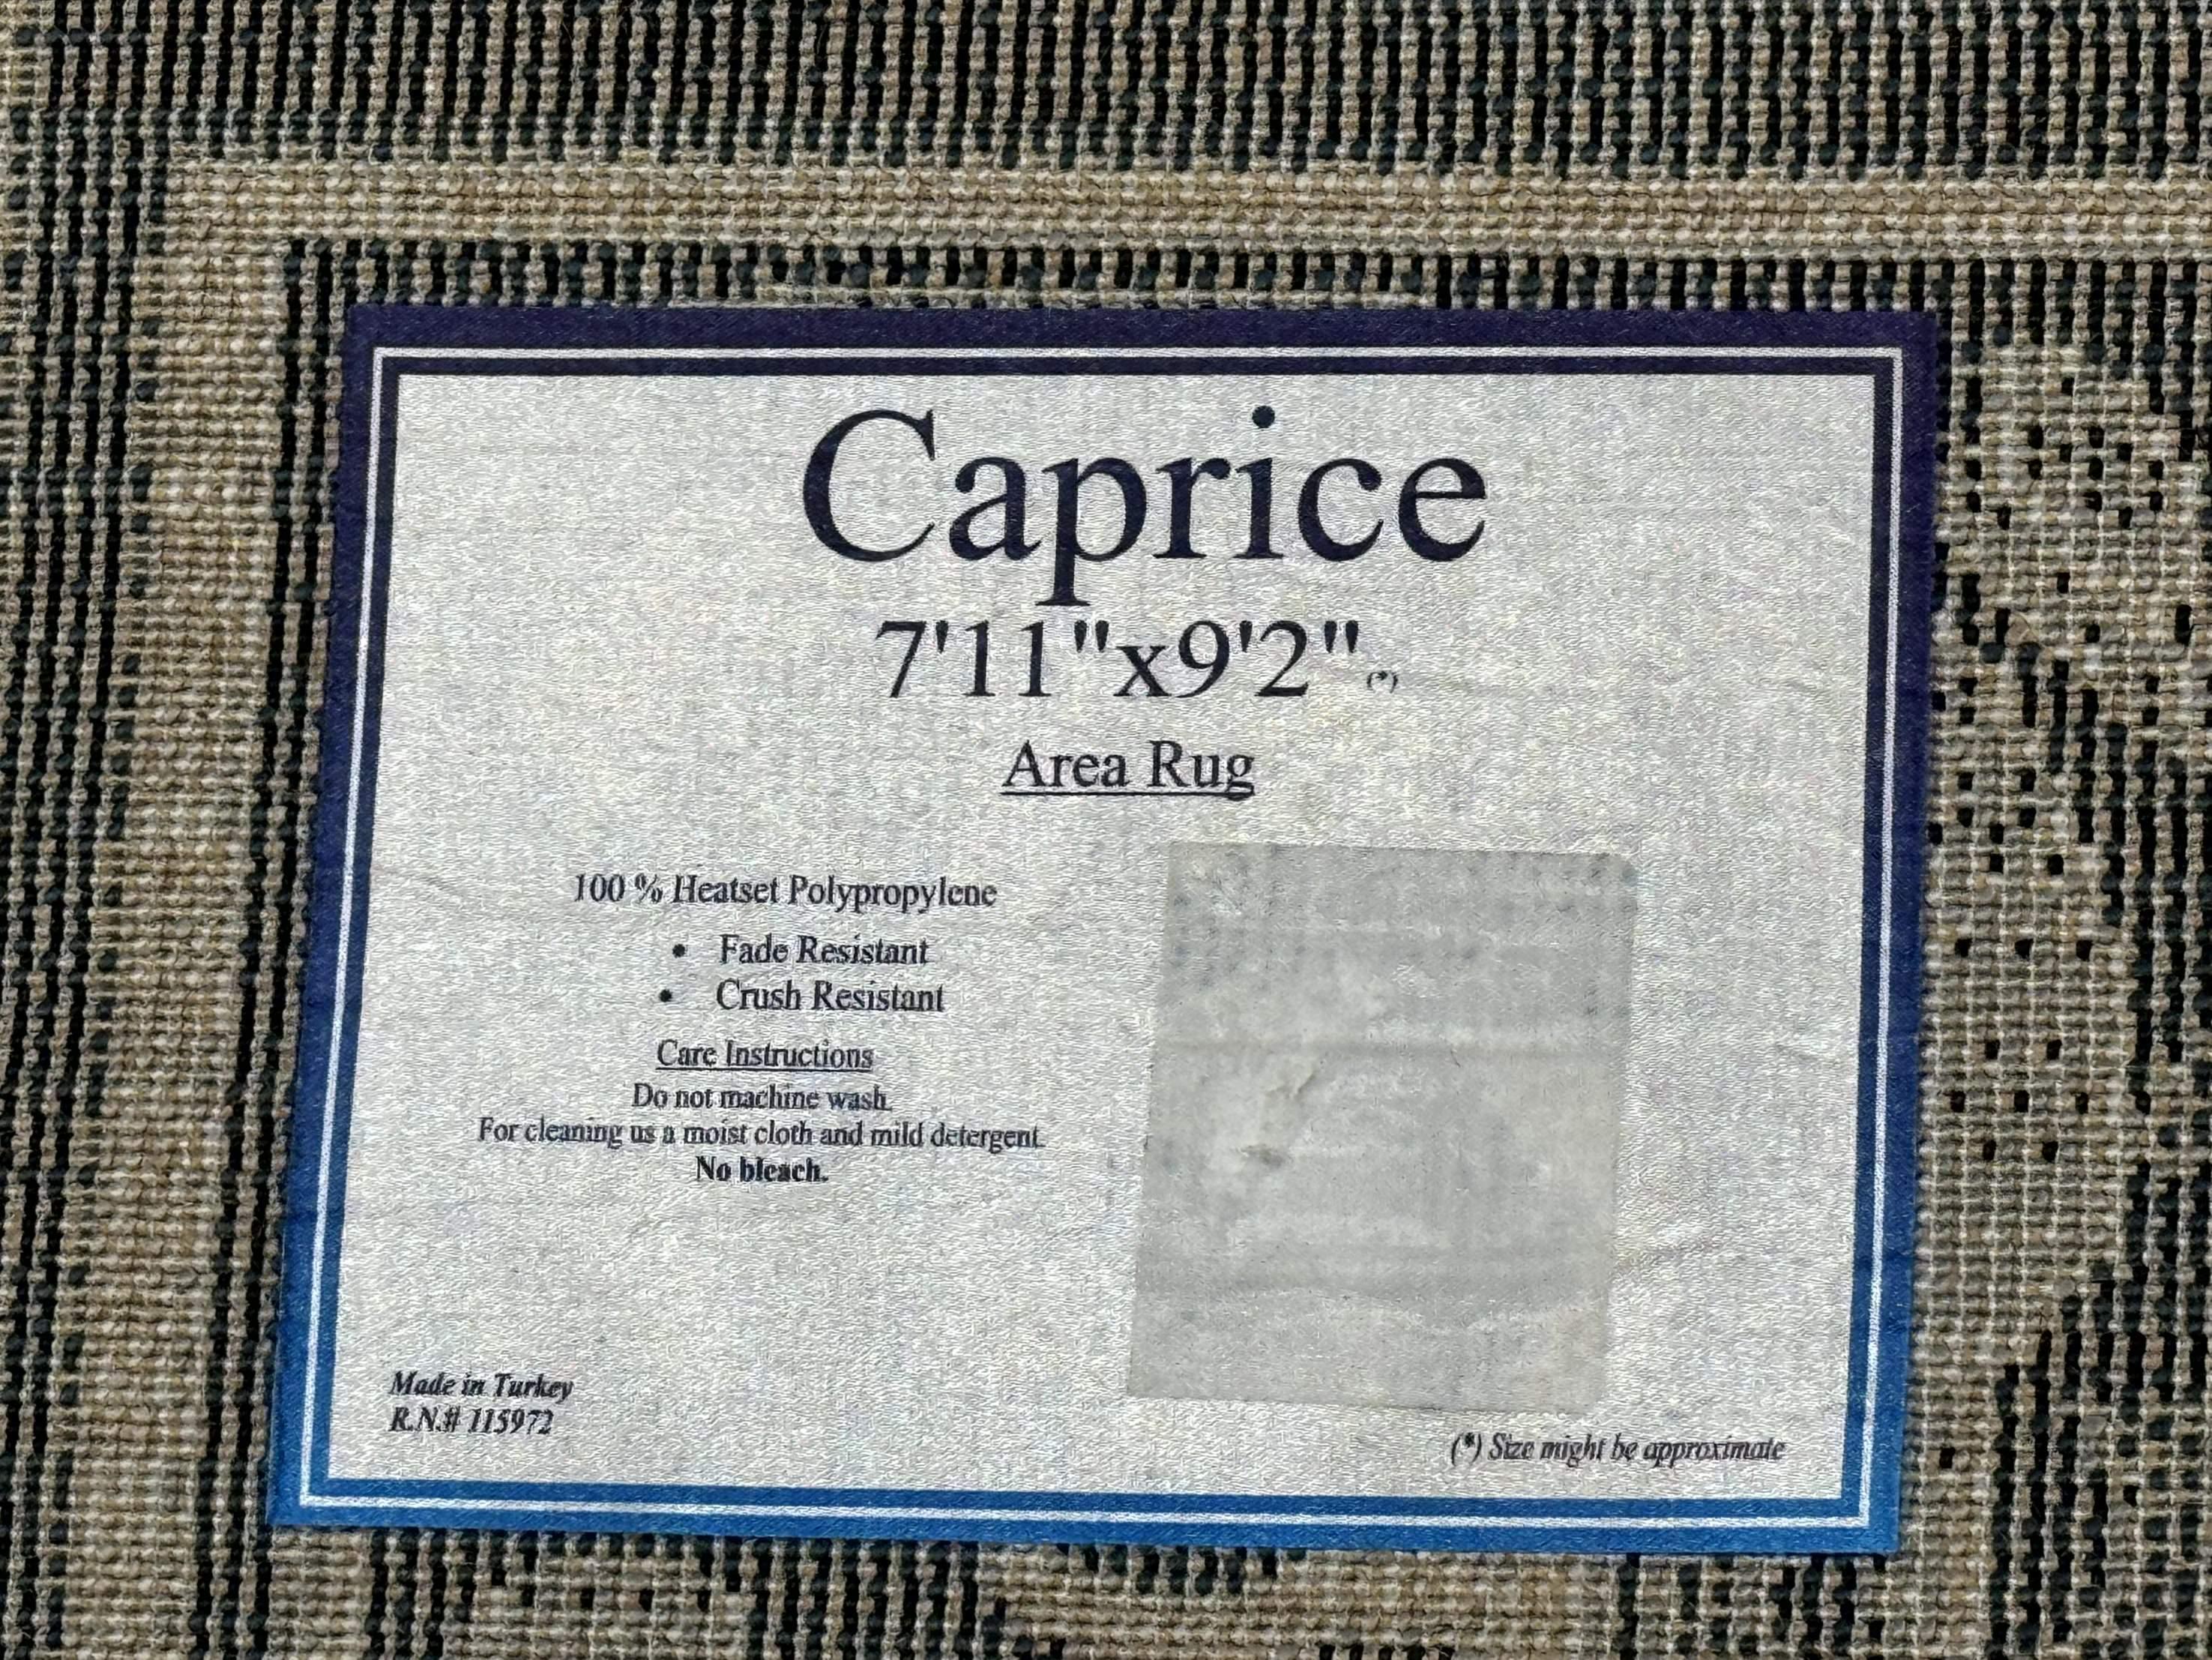 Caprice
7'11"x9'2" (*)
Area Rug
100 % Heatset Polypropylene
• Fade Resistant
• Crush Resistant
Care Instructions
Do not machine wash.
For cleaning us a moist cloth and mild detergent.
No bleach.
Made in Turkey
R.N.# 115972
(*) Size might be approximate